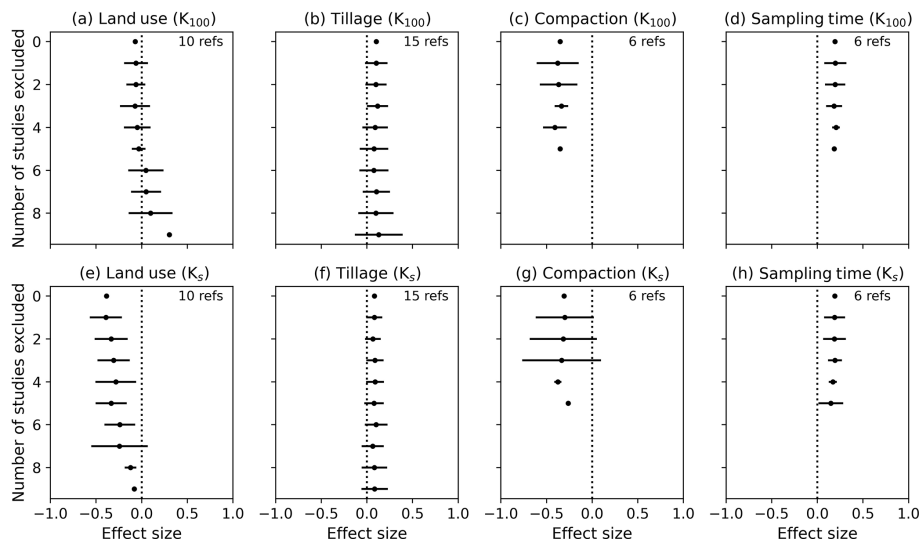 (a) Land use (K₁₀₀)
(b) Tillage (K₁₀₀)
(c) Compaction (K₁₀₀)
(d) Sampling time (K₁₀₀)
10 refs
15 refs
6 refs
6 refs
Number of studies excluded
0
2
4
6
8
(e) Land use (Kₛ)
(f) Tillage (Kₛ)
(g) Compaction (Kₛ)
(h) Sampling time (Kₛ)
10 refs
15 refs
6 refs
6 refs
Number of studies excluded
0
2
4
6
8
−1.0 −0.5 0.0 0.5 1.0
−1.0 −0.5 0.0 0.5 1.0
−1.0 −0.5 0.0 0.5 1.0
−1.0 −0.5 0.0 0.5 1.0
Effect size
Effect size
Effect size
Effect size